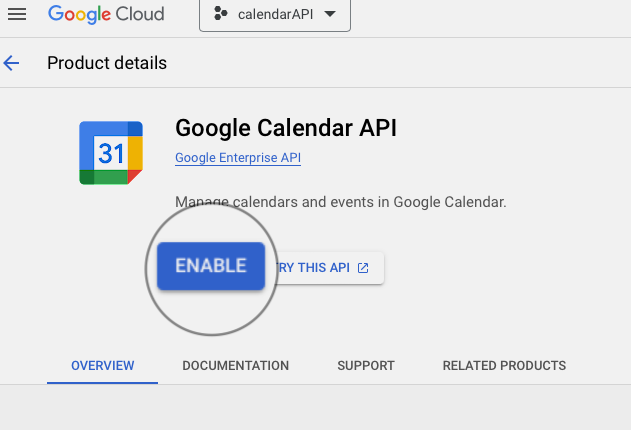 Google Cloud
calendarAPI
Product details
31
Google Calendar API
Google Enterprise API
Manage calendars and events in Google Calendar.
ENABLE
RY THIS API
OVERVIEW DOCUMENTATION SUPPORT RELATED PRODUCTS